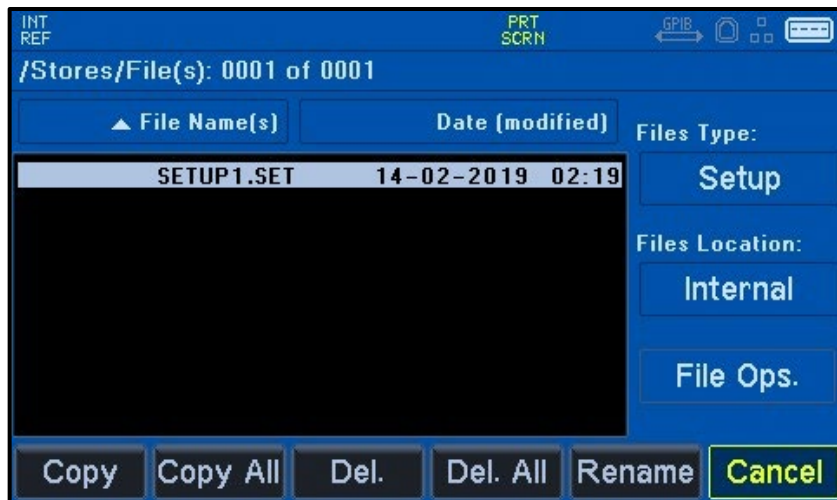 INT
REF
PRT
SCRN
GPIB
/Stores/File(s): 0001 of 0001
▲ File Name(s)
Date (modified)
Files Type:
SETUP1.SET 14-02-2019 02:19
Setup
Files Location:
Internal
File Ops.
Copy
Copy All
Del.
Del. All
Rename
Cancel